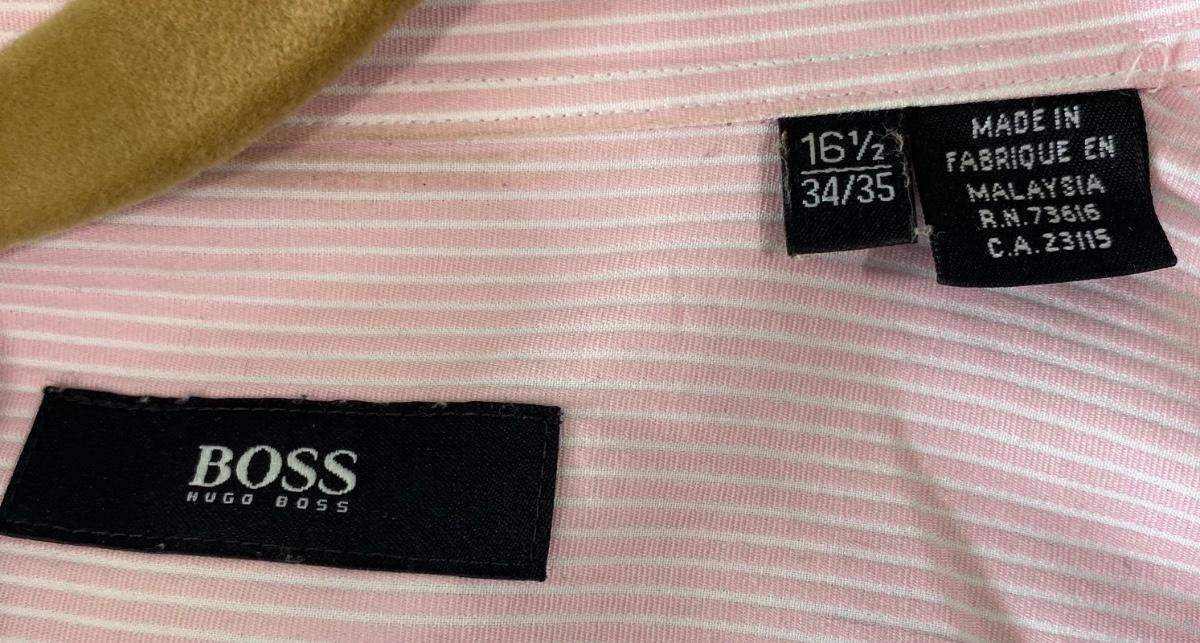 16½
34/35
MADE IN
FABRIQUE EN
MALAYSIA
R.N.73616
C.A.23115
BOSS
HUGO BOSS